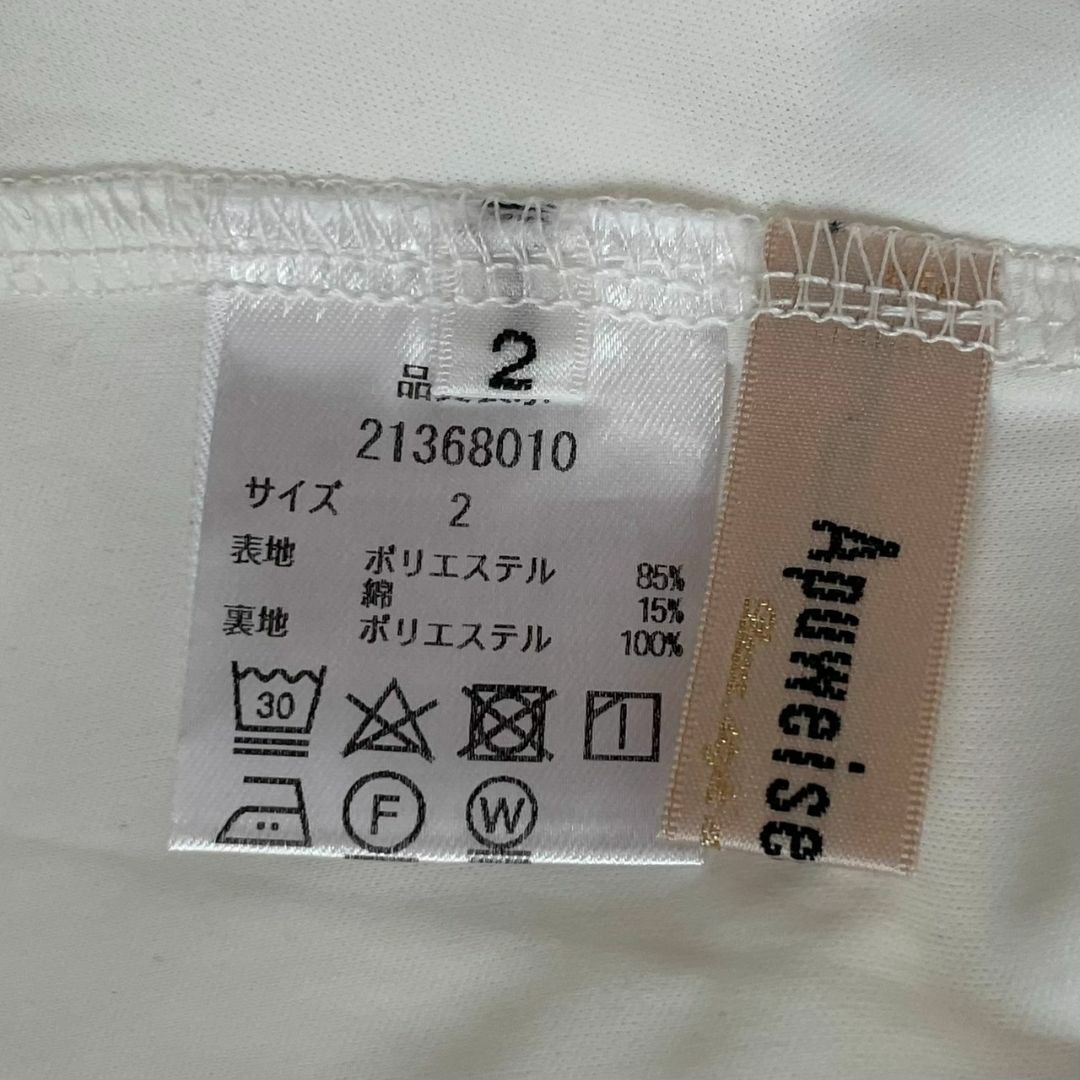 2
21368010
サイズ 2
表地 ポリエステル 85%
綿 15%
裏地 ポリエステル 100%
30
F
W
Apuweise